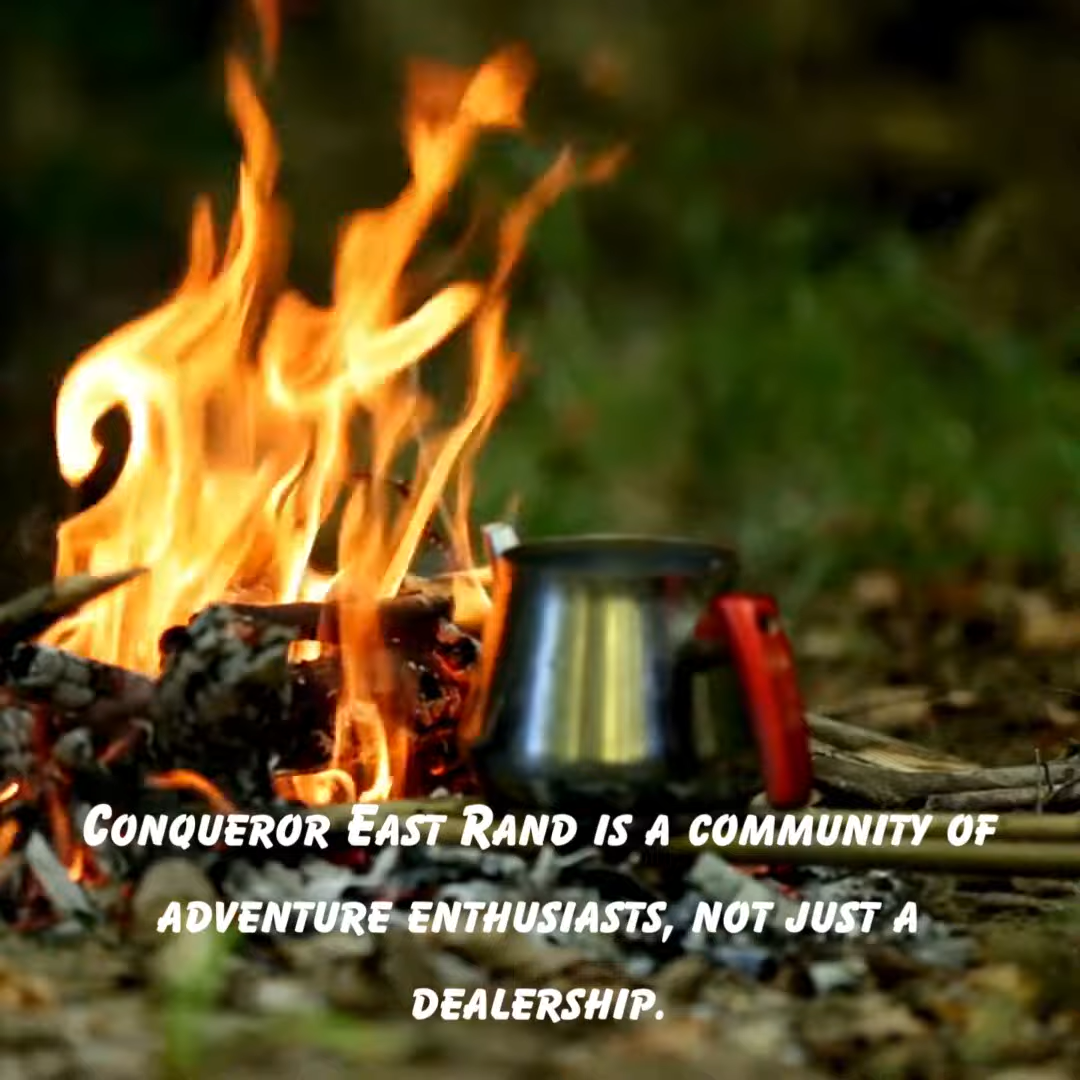 Conqueror East Rand is a community of
adventure enthusiasts, not just a
dealership.